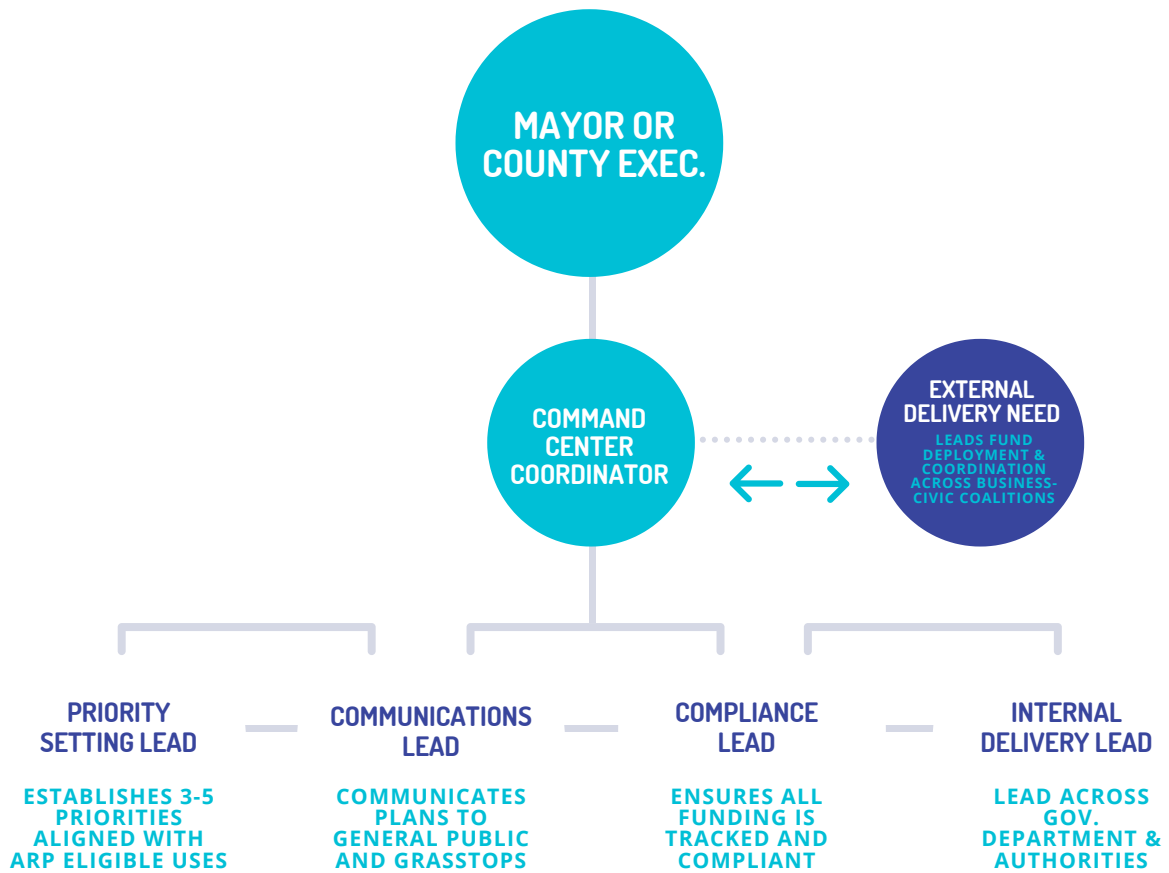 MAYOR OR
COUNTY EXEC.
COMMAND
CENTER
COORDINATOR
EXTERNAL
DELIVERY NEED
LEADS FUND
DEPLOYMENT &
COORDINATION
ACROSS BUSINESS-
CIVIC COALITIONS
PRIORITY
SETTING LEAD
ESTABLISHES 3-5
PRIORITIES
ALIGNED WITH
ARP ELIGIBLE USES
COMMUNICATIONS
LEAD
COMMUNICATES
PLANS TO
GENERAL PUBLIC
AND GRASSTOPS
COMPLIANCE
LEAD
ENSURES ALL
FUNDING IS
TRACKED AND
COMPLIANT
INTERNAL
DELIVERY LEAD
LEAD ACROSS
GOV.
DEPARTMENT &
AUTHORITIES